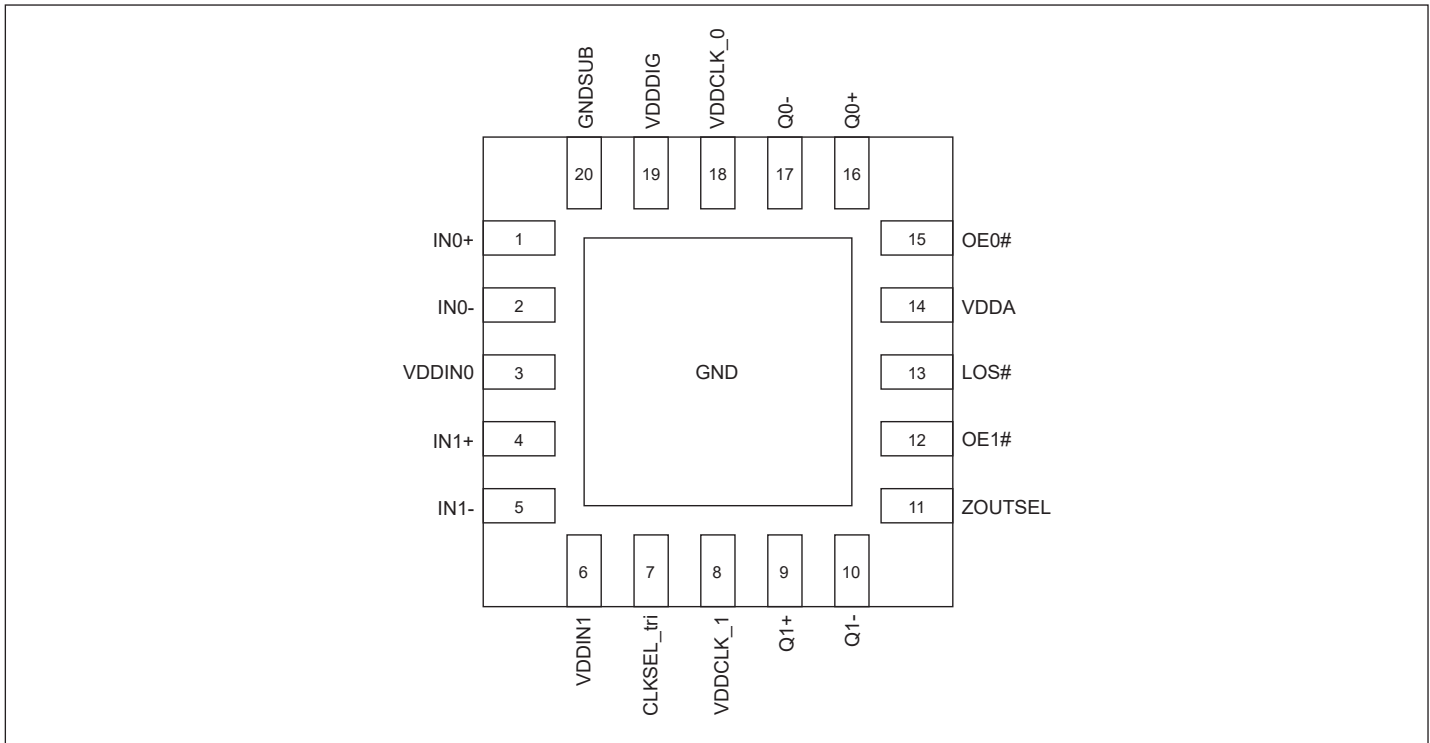 GNDSUB
VDDDIG
VDDCLK_0
Q0-
Q0+
20
19
18
17
16
IN0+
1
15
OE0#
IN0-
2
14
VDDA
VDDIN0
3
GND
13
LOS#
IN1+
4
12
OE1#
IN1-
5
11
ZOUTSEL
6
7
8
9
10
VDDIN1
CLKSEL_tri
VDDCLK_1
Q1+
Q1-